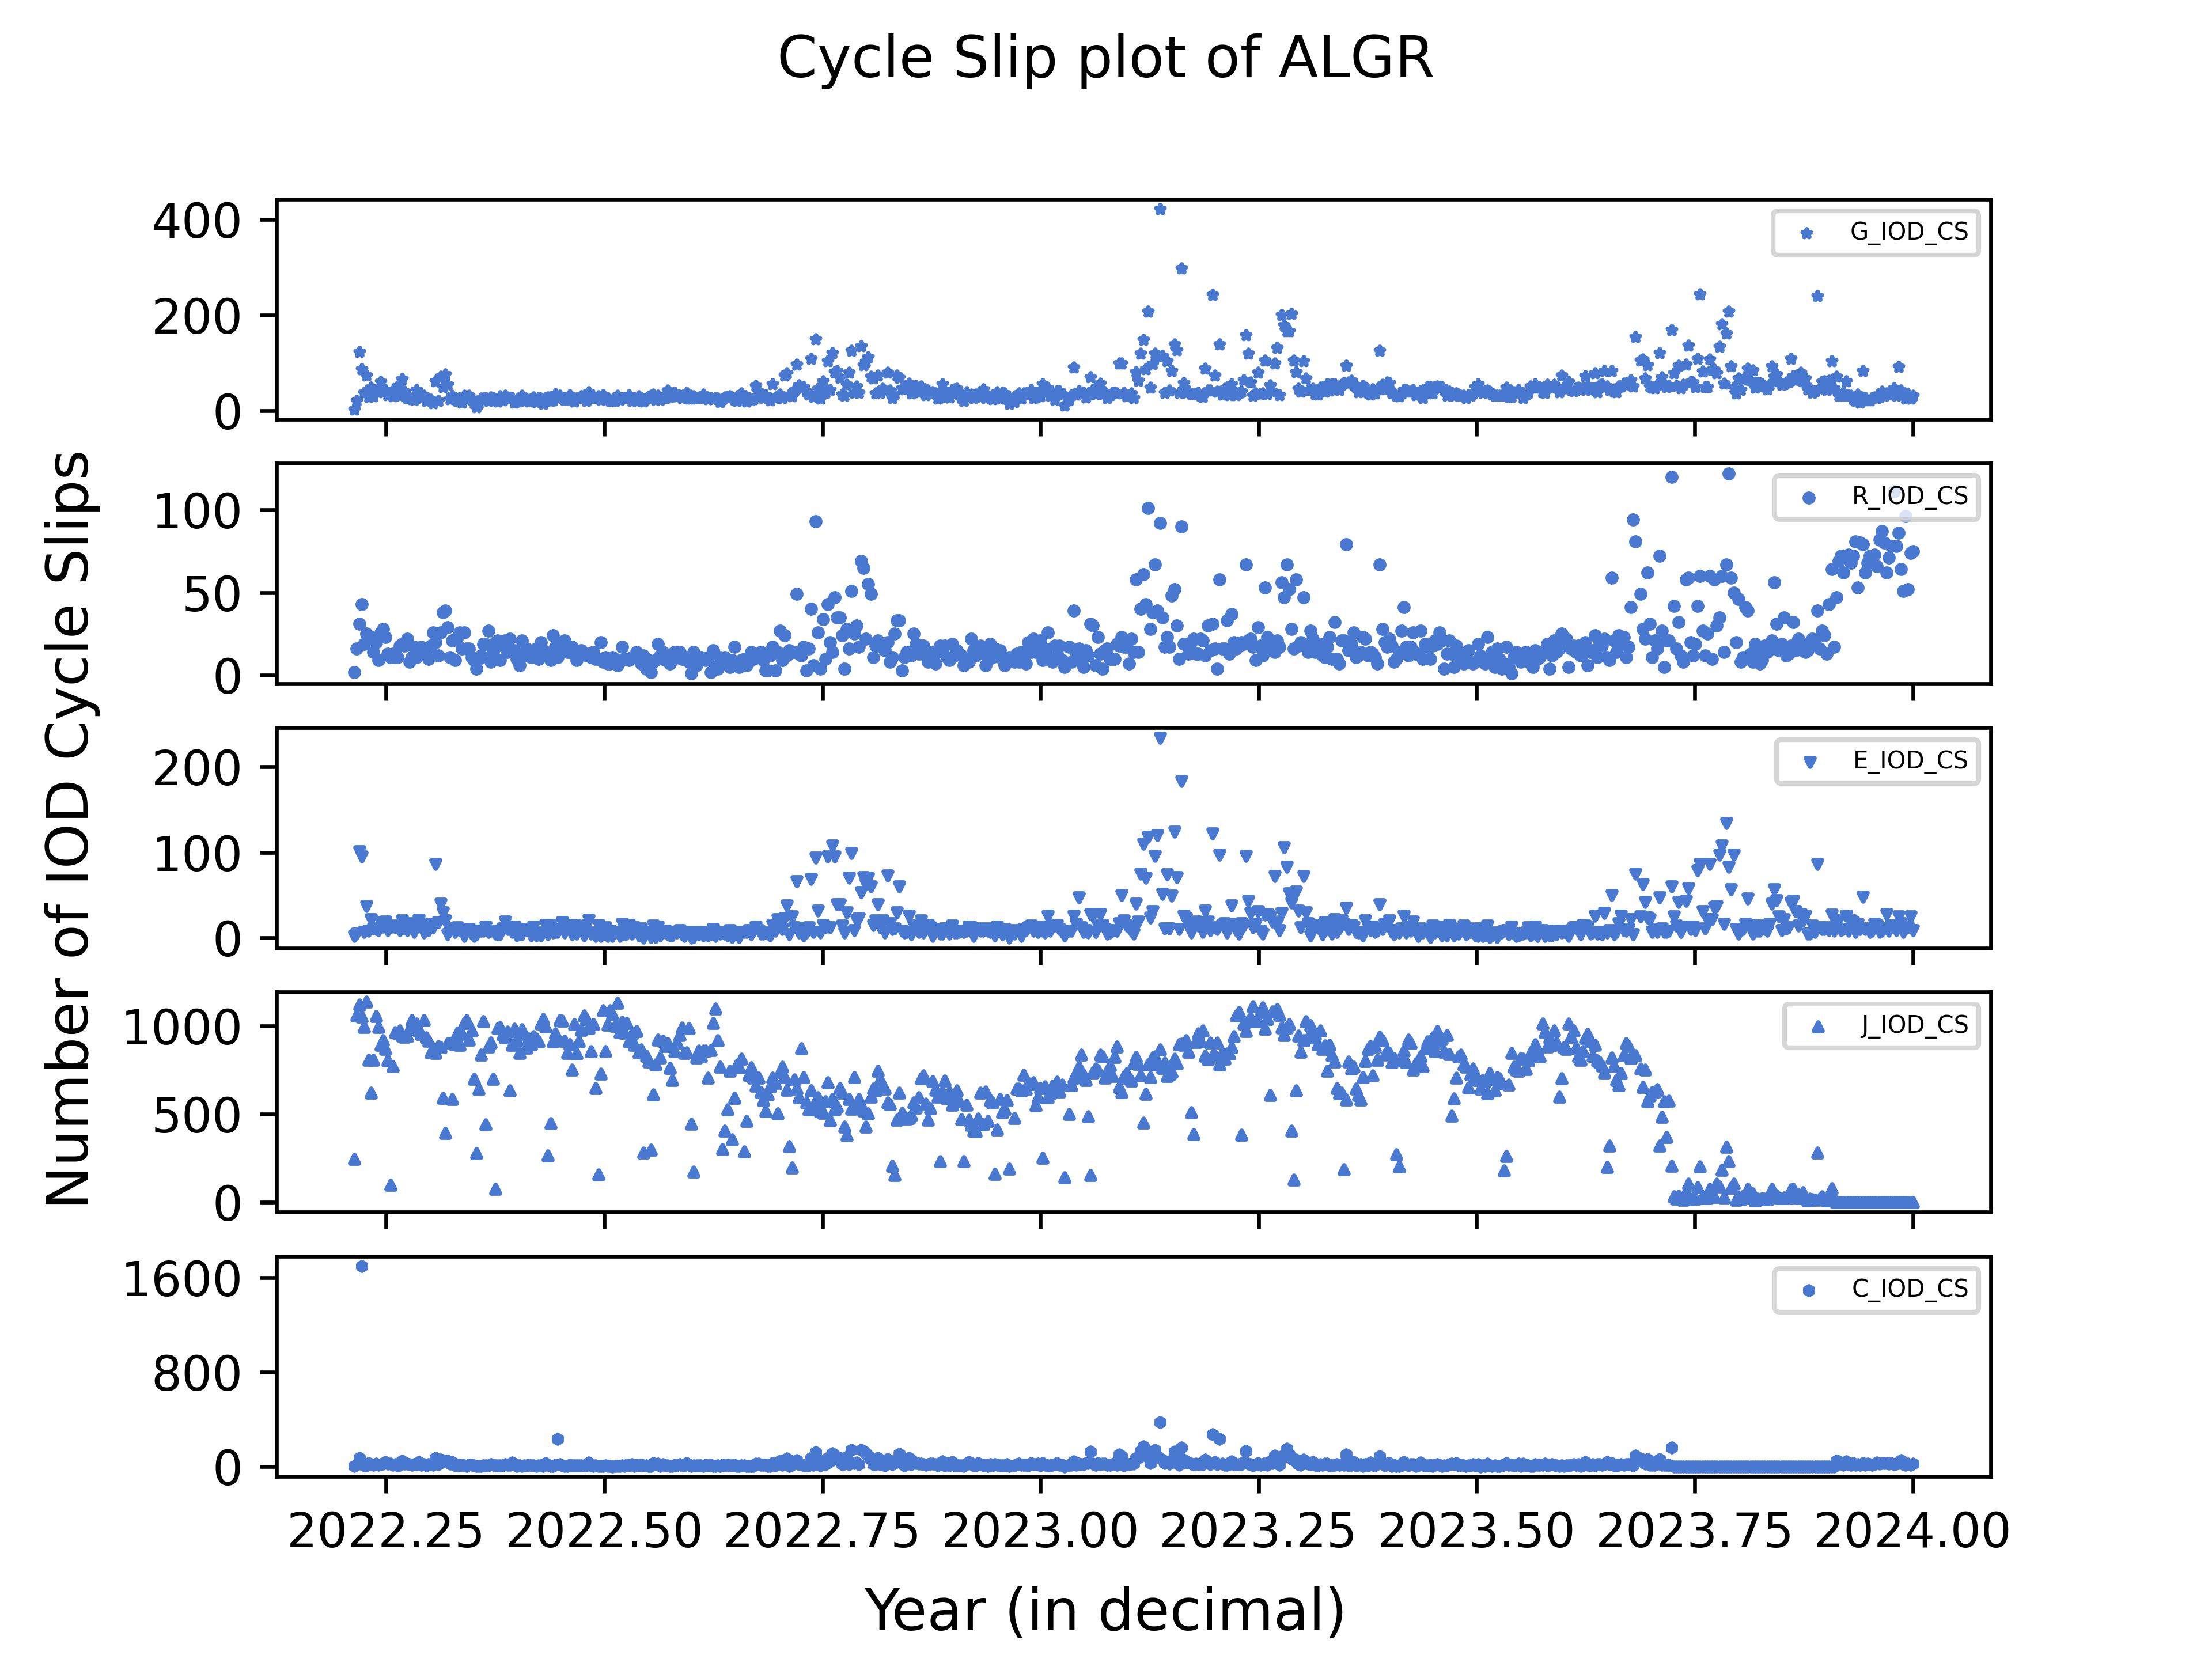 Cycle Slip plot of ALGR
Number of IOD Cycle Slips
400
200
0
G_IOD_CS
100
50
0
R_IOD_CS
200
100
0
E_IOD_CS
1000
500
0
J_IOD_CS
1600
800
0
C_IOD_CS
2022.25 2022.50 2022.75 2023.00 2023.25 2023.50 2023.75 2024.00
Year (in decimal)